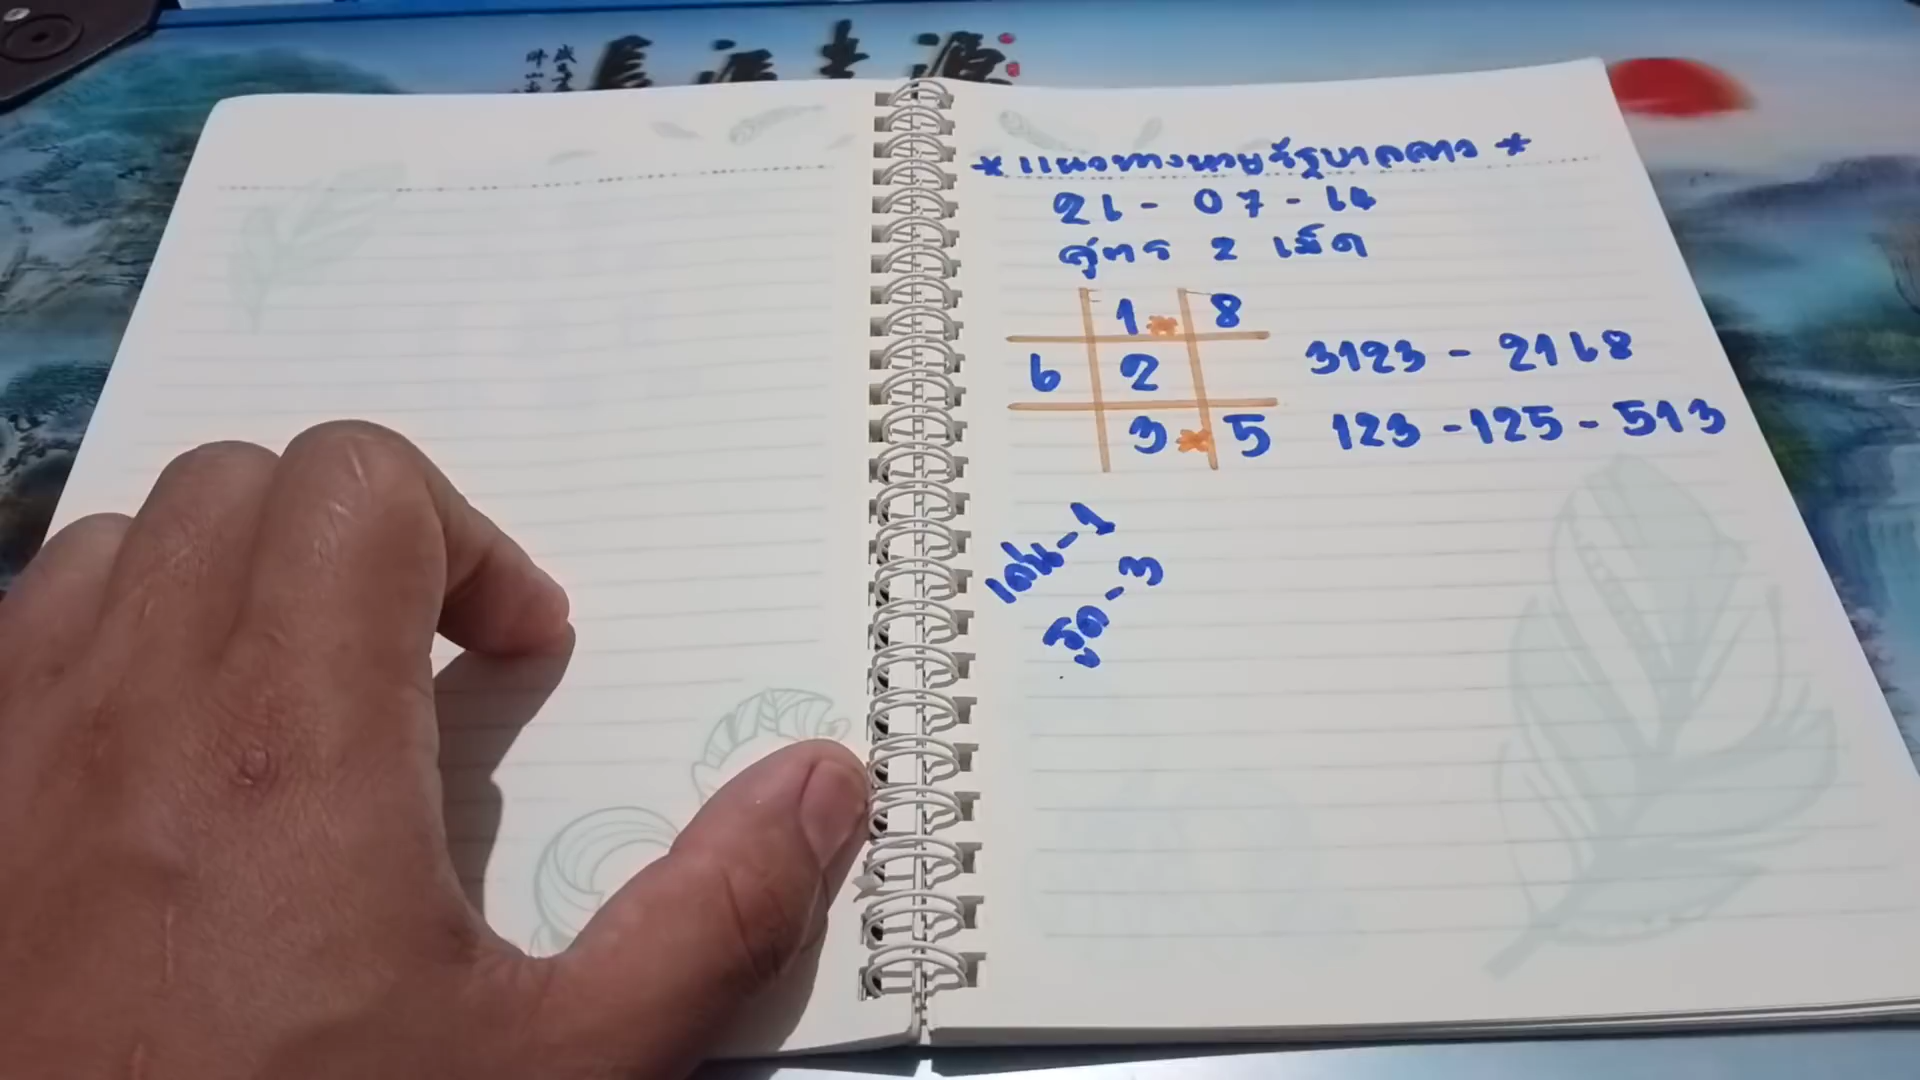 * แนวทางหวยรัฐบาลลาว *
26 - 07 - 64
สูตร 2 เม็ด
1 * 8
6 2
3 * 5
3123 - 2168
123 - 125 - 513
เด่น - 1
รูด - 3